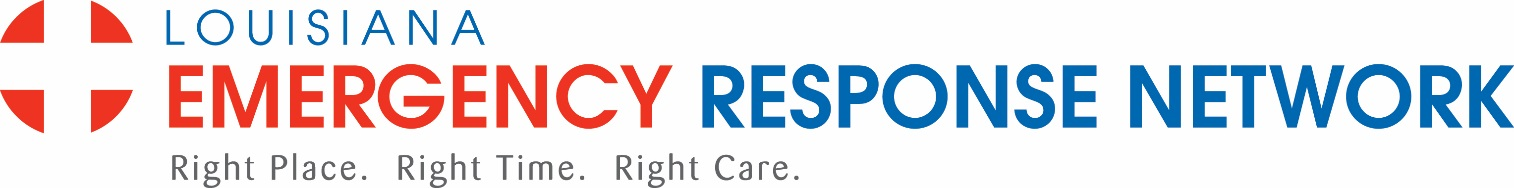 LOUISIANA
EMERGENCY RESPONSE NETWORK
Right Place. Right Time. Right Care.